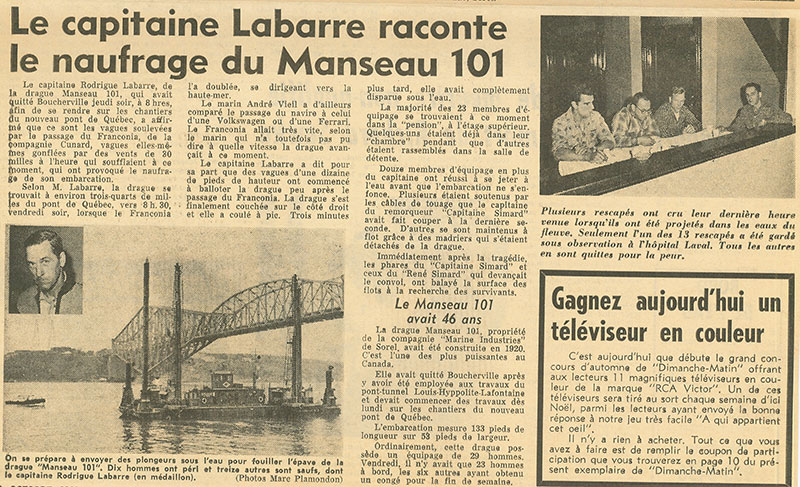 Le capitaine Labarre raconte
le naufrage du Manseau 101
Le capitaine Rodrigue Labarre, de
la drague Manseau 101, qui avait
quitté Boucherville jeudi soir, à 8 hres,
afin de se rendre sur les chantiers
du nouveau pont de Québec, a affir-
mé que ce sont les vagues soulevées
par le passage du Franconia, de la
compagnie Cunard, vagues elles-mê-
mes gonflées par des vents de 30
milles à l'heure qui soufflaient à ce
moment, qui ont provoqué le naufra-
ge de son embarcation.
Selon M. Labarre, la drague se
trouvait à environ trois-quarts de mil-
les du pont de Québec, vers 8 h 30,
vendredi soir, lorsque le Franconia
l'a doublée, se dirigeant vers la
haute-mer.
Le marin André Viell a d'ailleurs
comparé le passage du navire à celui
d'une Volkswagen ou d'une Ferrari.
Le Franconia allait très vite, selon
le marin qui n'a toutefois pas pu
dire à quelle vitesse la drague avan-
çait à ce moment.
Le capitaine Labarre a dit pour
sa part que des vagues d'une dizaine
de pieds de hauteur ont commencé
à balloter la drague peu après le
passage du Franconia. La drague s'est
finalement couchée sur le côté droit
et elle a coulé à pic. Trois minutes
plus tard, elle avait complètement
disparue sous l'eau.
La majorité des 23 membres d'é-
quipage se trouvaient à ce moment
dans la "pension", à l'étage supérieur.
Quelques-uns étaient déjà dans leur
"chambre" pendant que d'autres
étaient rassemblés dans la salle de
détente.
Douze membres d'équipage en plus
du capitaine ont réussi à se jeter à
l'eau avant que l'embarcation ne s'en-
fonce. Plusieurs étaient soutenus par
les câbles de touage que le capitaine
du remorqueur "Capitaine Simard"
avait fait couper à la dernière se-
conde. D'autres se sont maintenus à
flot grâce à des madriers qui s'étaient
détachés de la drague.
Immédiatement après la tragédie,
les phares du "Capitaine Simard" et
ceux du "René Simard" qui devançait
le convoi, ont balayé la surface des
flots à la recherche des survivants.
Le Manseau 101
avait 46 ans
La drague Manseau 101, propriété
de la compagnie "Marine Industries"
de Sorel, avait été construite en 1920.
C'est l'une des plus puissantes au
Canada.
Elle avait quitté Boucherville après
y avoir été employée aux travaux du
pont-tunnel Louis-Hyppolite-Lafontaine
et devait commencer des travaux dès
lundi sur les chantiers du nouveau
pont de Québec.
L'embarcation mesure 133 pieds de
longueur sur 53 pieds de largeur.
Ordinairement, cette drague pos-
sède un équipage de 29 hommes.
Vendredi, il n'y avait que 23 hommes
à bord, les six autres ayant obtenu
un congé pour la fin de semaine.
On se prépare à envoyer des plongeurs sous l'eau pour fouiller l'épave de la
drague "Manseau 101". Dix hommes ont péri et treize autres sont saufs, dont
le capitaine Rodrigue Labarre (en médaillon). (Photos Marc Plamondon)
Plusieurs rescapés ont cru leur dernière heure
venue lorsqu'ils ont été projetés dans les eaux du
fleuve. Seulement l'un des 13 rescapés a été gardé
sous observation à l'hôpital Laval. Tous les autres
en sont quittes pour la peur.
Gagnez aujourd'hui un
téléviseur en couleur
C'est aujourd'hui que débute le grand con-
cours d'automne de "Dimanche-Matin" offrant
aux lecteurs 11 magnifiques téléviseurs en cou-
leur de la marque "RCA Victor". Un de ces
téléviseurs sera tiré au sort chaque semaine d'ici
Noël, parmi les lecteurs ayant envoyé la bonne
réponse à notre jeu très facile "A qui appartient
cet oeil".
Il n'y a rien à acheter. Tout ce que vous
avez à faire est de remplir le coupon de parti-
cipation que vous trouverez en page 10 du pré-
sent exemplaire de "Dimanche-Matin".